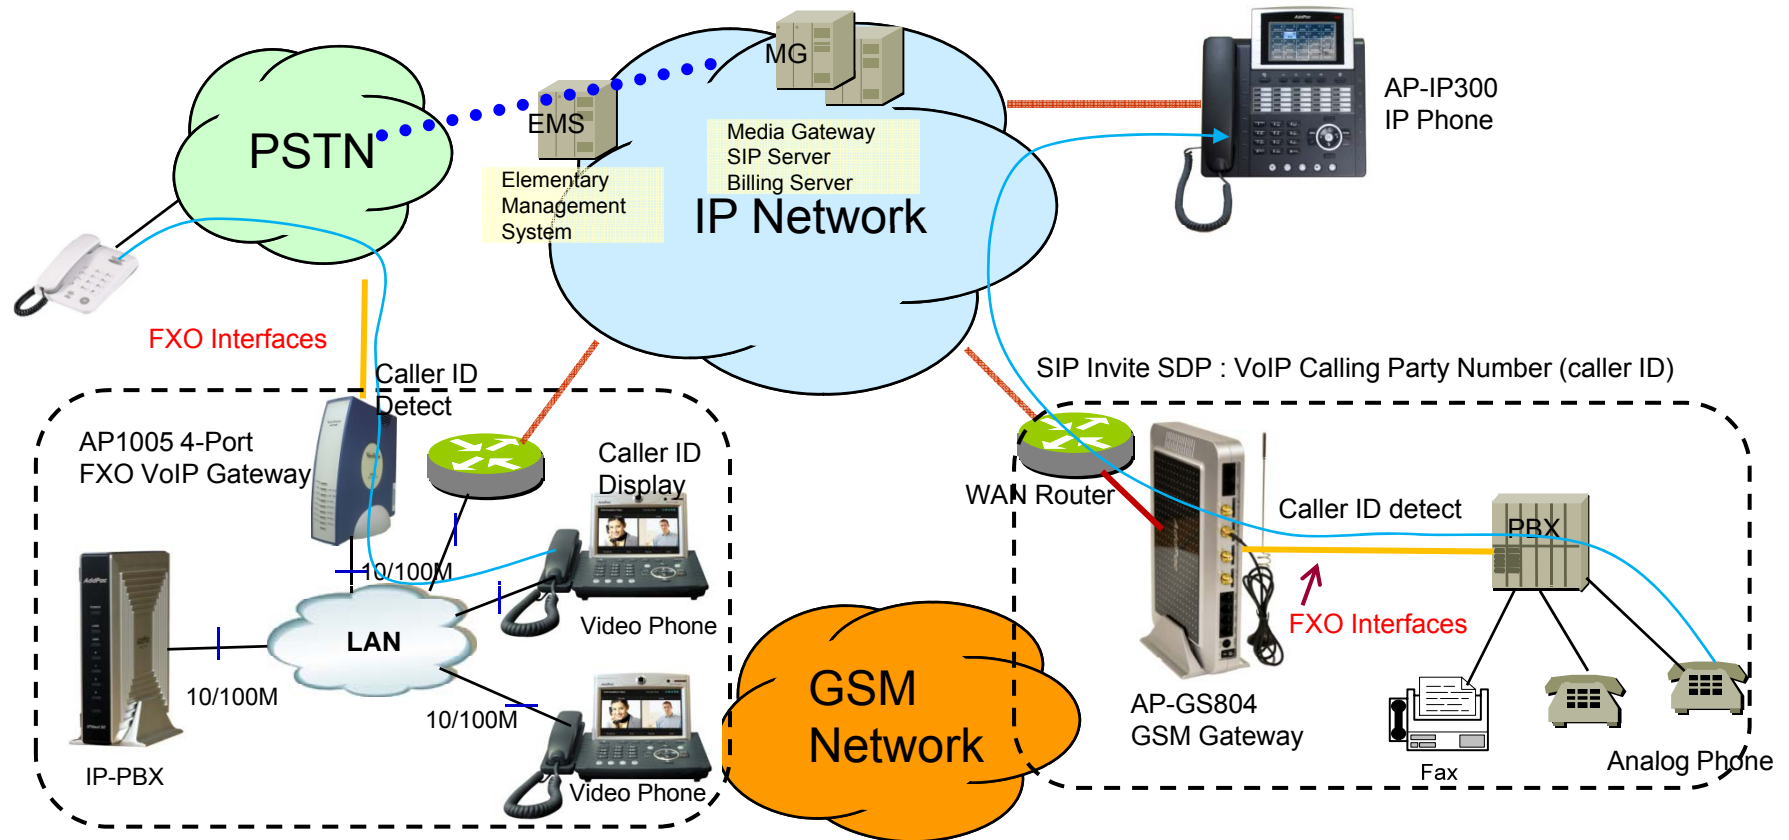 MG
EMS
PSTN
Media Gateway
SIP Server
Billing Server
Elementary
Management
System
IP Network
AddPac
AP-IP300
IP Phone
FXO Interfaces
Caller ID
Detect
SIP Invite SDP : VoIP Calling Party Number (caller ID)
AP1005 4-Port
FXO VoIP Gateway
Caller ID
Display
WAN Router
Caller ID detect
PBX
10/100M
AddPac
LAN
Video Phone
FXO Interfaces
10/100M
10/100M
GSM
Network
AP-GS804
GSM Gateway
IP-PBX
Video Phone
Fax
Analog Phone